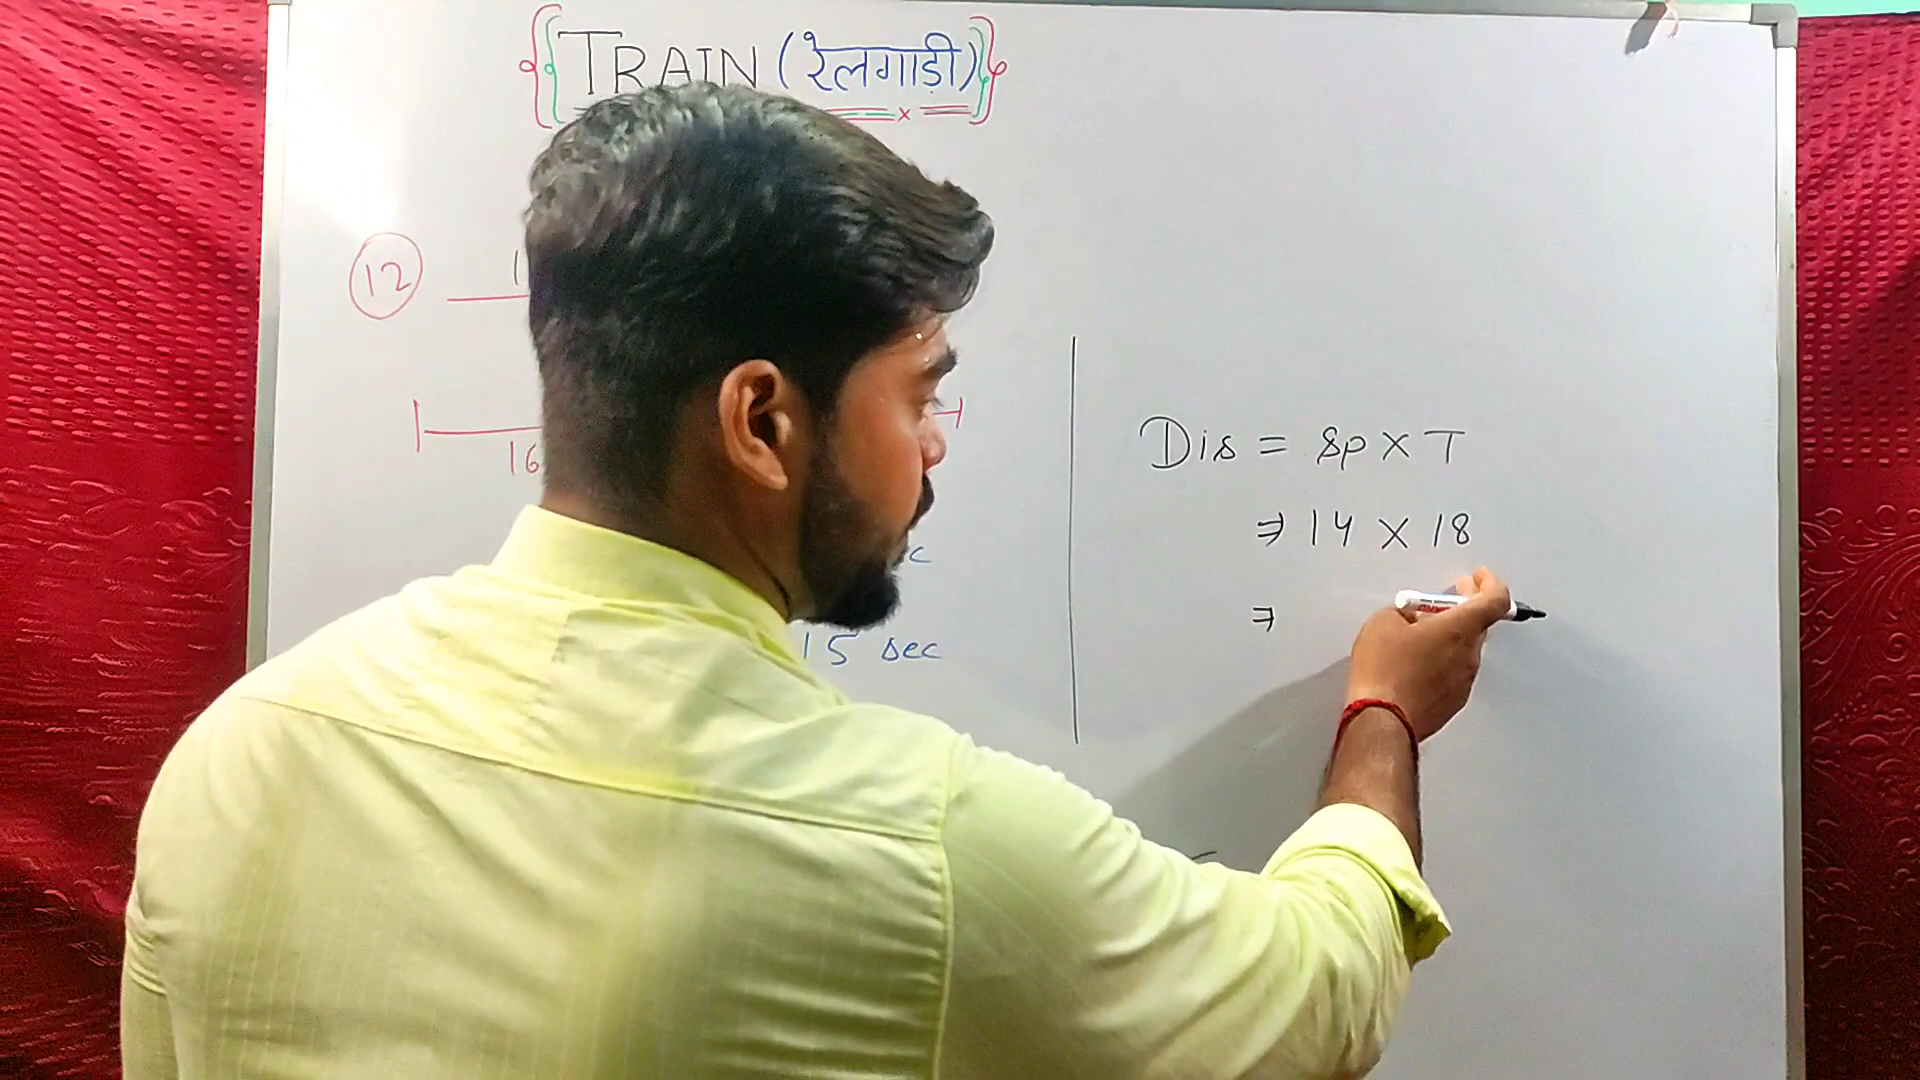 TRAIN (रेलगाड़ी)
12
16
15 sec
Dis = Sp × T
⇒ 14 × 18
⇒